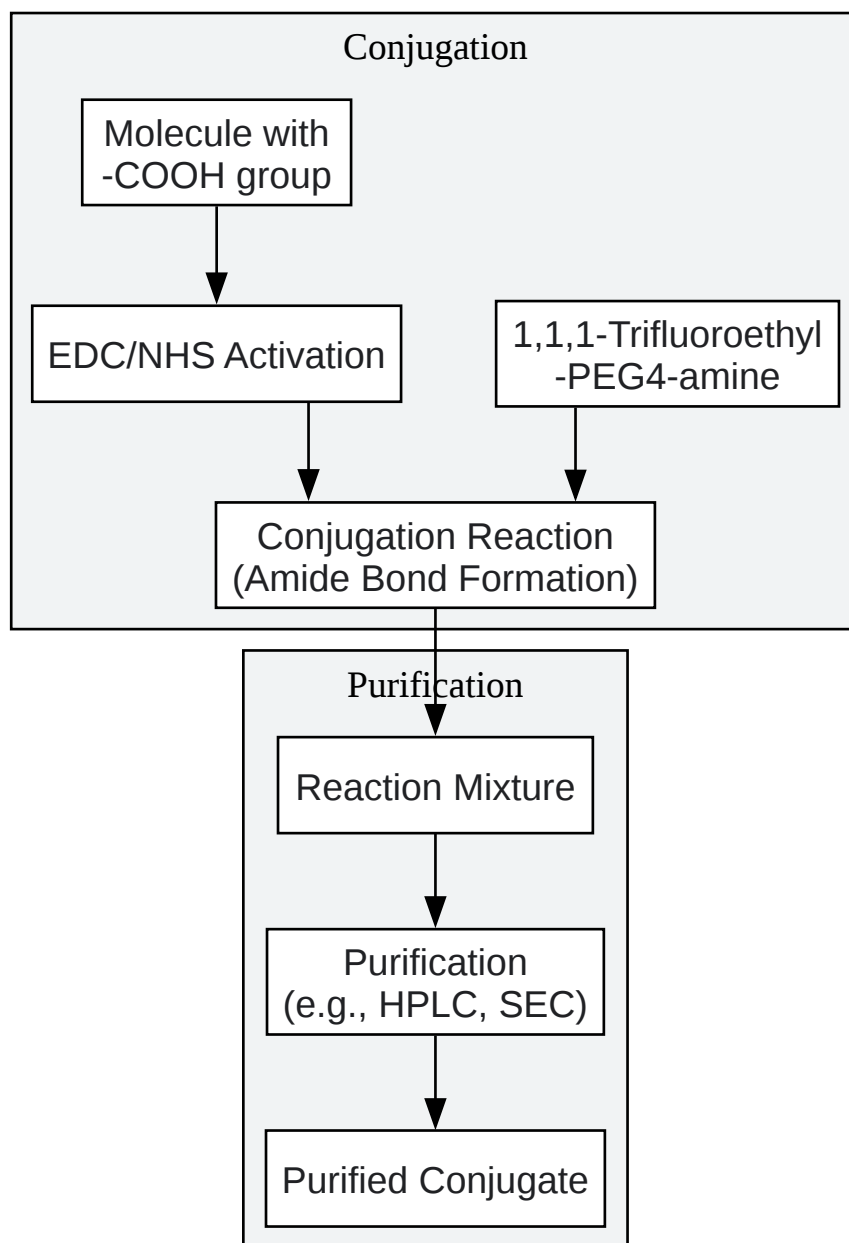 Conjugation
Molecule with
-COOH group
EDC/NHS Activation
1,1,1-Trifluoroethyl
-PEG4-amine
Conjugation Reaction
(Amide Bond Formation)
Purification
Reaction Mixture
Purification
(e.g., HPLC, SEC)
Purified Conjugate